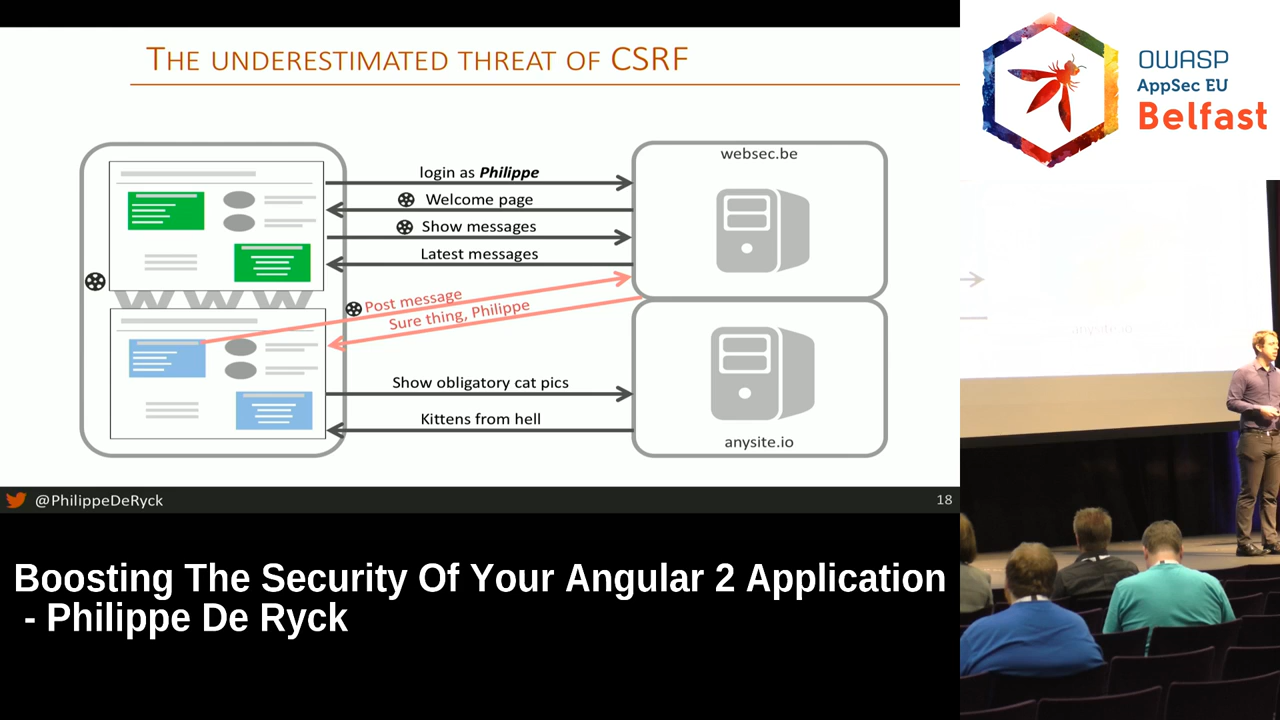 THE UNDERESTIMATED THREAT OF CSRF
websec.be
login as Philippe
Welcome page
Show messages
Latest messages
Post message
Sure thing, Philippe
Show obligatory cat pics
Kittens from hell
anysite.io
@PhilippeDeRyck
18
OWASP
AppSec EU
Belfast
anysite.io
Boosting The Security Of Your Angular 2 Application
- Philippe De Ryck